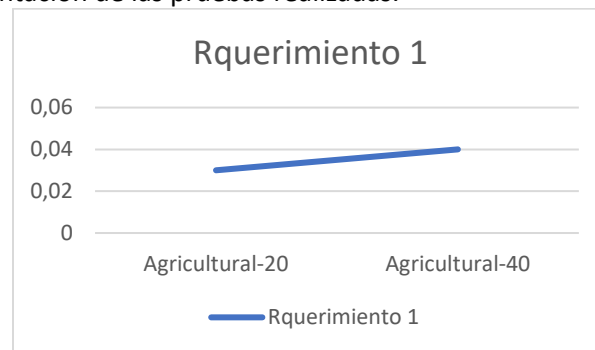 de las pruebas realizadas.
Rquerimiento 1
0,06
0,04
0,02
0
Agricultural-20 Agricultural-40
Rquerimiento 1